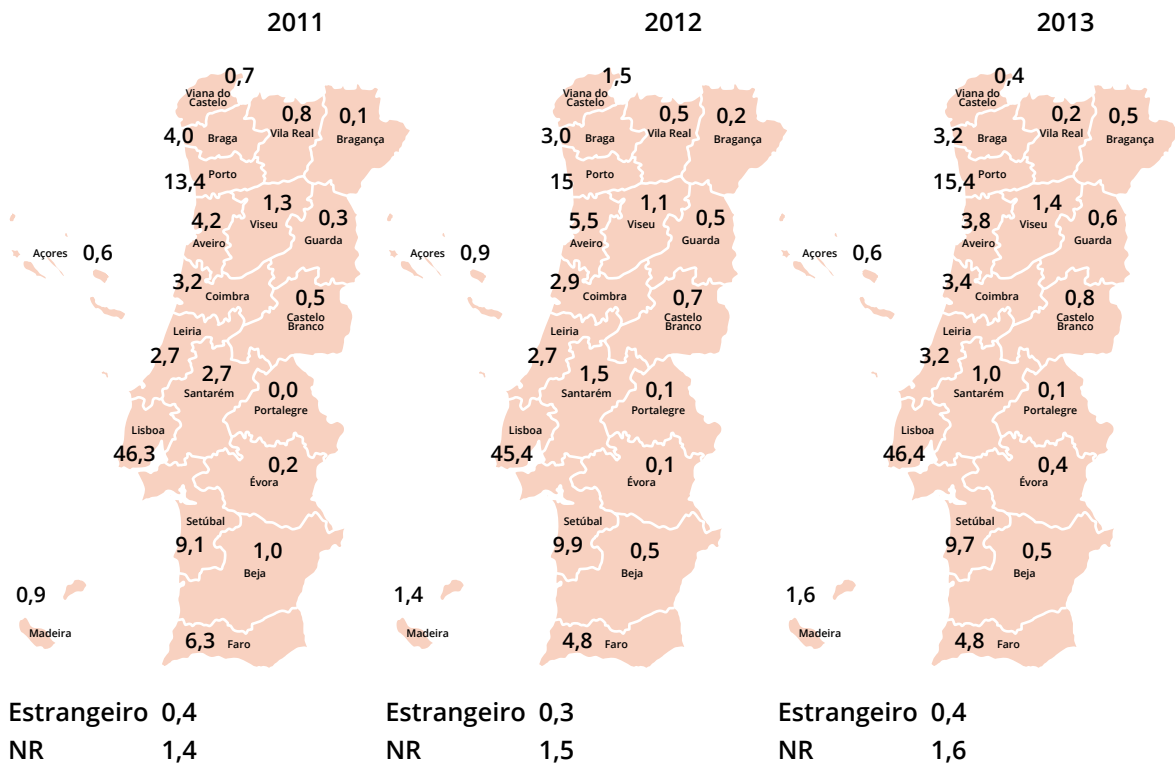 2011
0,7
Viana do
Castelo
0,8
Vila Real
0,1
Bragança
4,0
Braga
13,4
Porto
1,3
Viseu
0,3
Guarda
4,2
Aveiro
Açores
0,6
3,2
Coimbra
0,5
Castelo
Branco
Leiria
2,7
2,7
Santarém
0,0
Portalegre
Lisboa
46,3
0,2
Évora
Setúbal
9,1
1,0
Beja
0,9
Madeira
6,3
Faro
Estrangeiro 0,4
NR 1,4
2012
1,5
Viana do
Castelo
0,5
Vila Real
0,2
Bragança
3,0
Braga
15
Porto
1,1
Viseu
0,5
Guarda
5,5
Aveiro
Açores
0,9
2,9
Coimbra
0,7
Castelo
Branco
Leiria
2,7
1,5
Santarém
0,1
Portalegre
Lisboa
45,4
0,1
Évora
Setúbal
9,9
0,5
Beja
1,4
Madeira
4,8
Faro
Estrangeiro 0,3
NR 1,5
2013
0,4
Viana do
Castelo
0,2
Vila Real
0,5
Bragança
3,2
Braga
15,4
Porto
1,4
Viseu
0,6
Guarda
3,8
Aveiro
Açores
0,6
3,4
Coimbra
0,8
Castelo
Branco
Leiria
3,2
1,0
Santarém
0,1
Portalegre
Lisboa
46,4
0,4
Évora
Setúbal
9,7
0,5
Beja
1,6
Madeira
4,8
Faro
Estrangeiro 0,4
NR 1,6